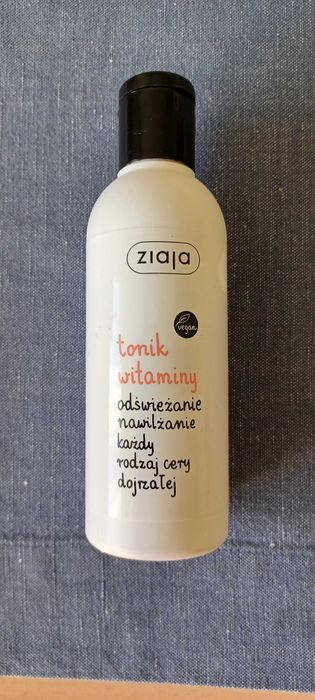 ziaja
vegan
tonik
witaminy
odświeżanie
nawilżanie
każdy
rodzaj cery
dojrzałej